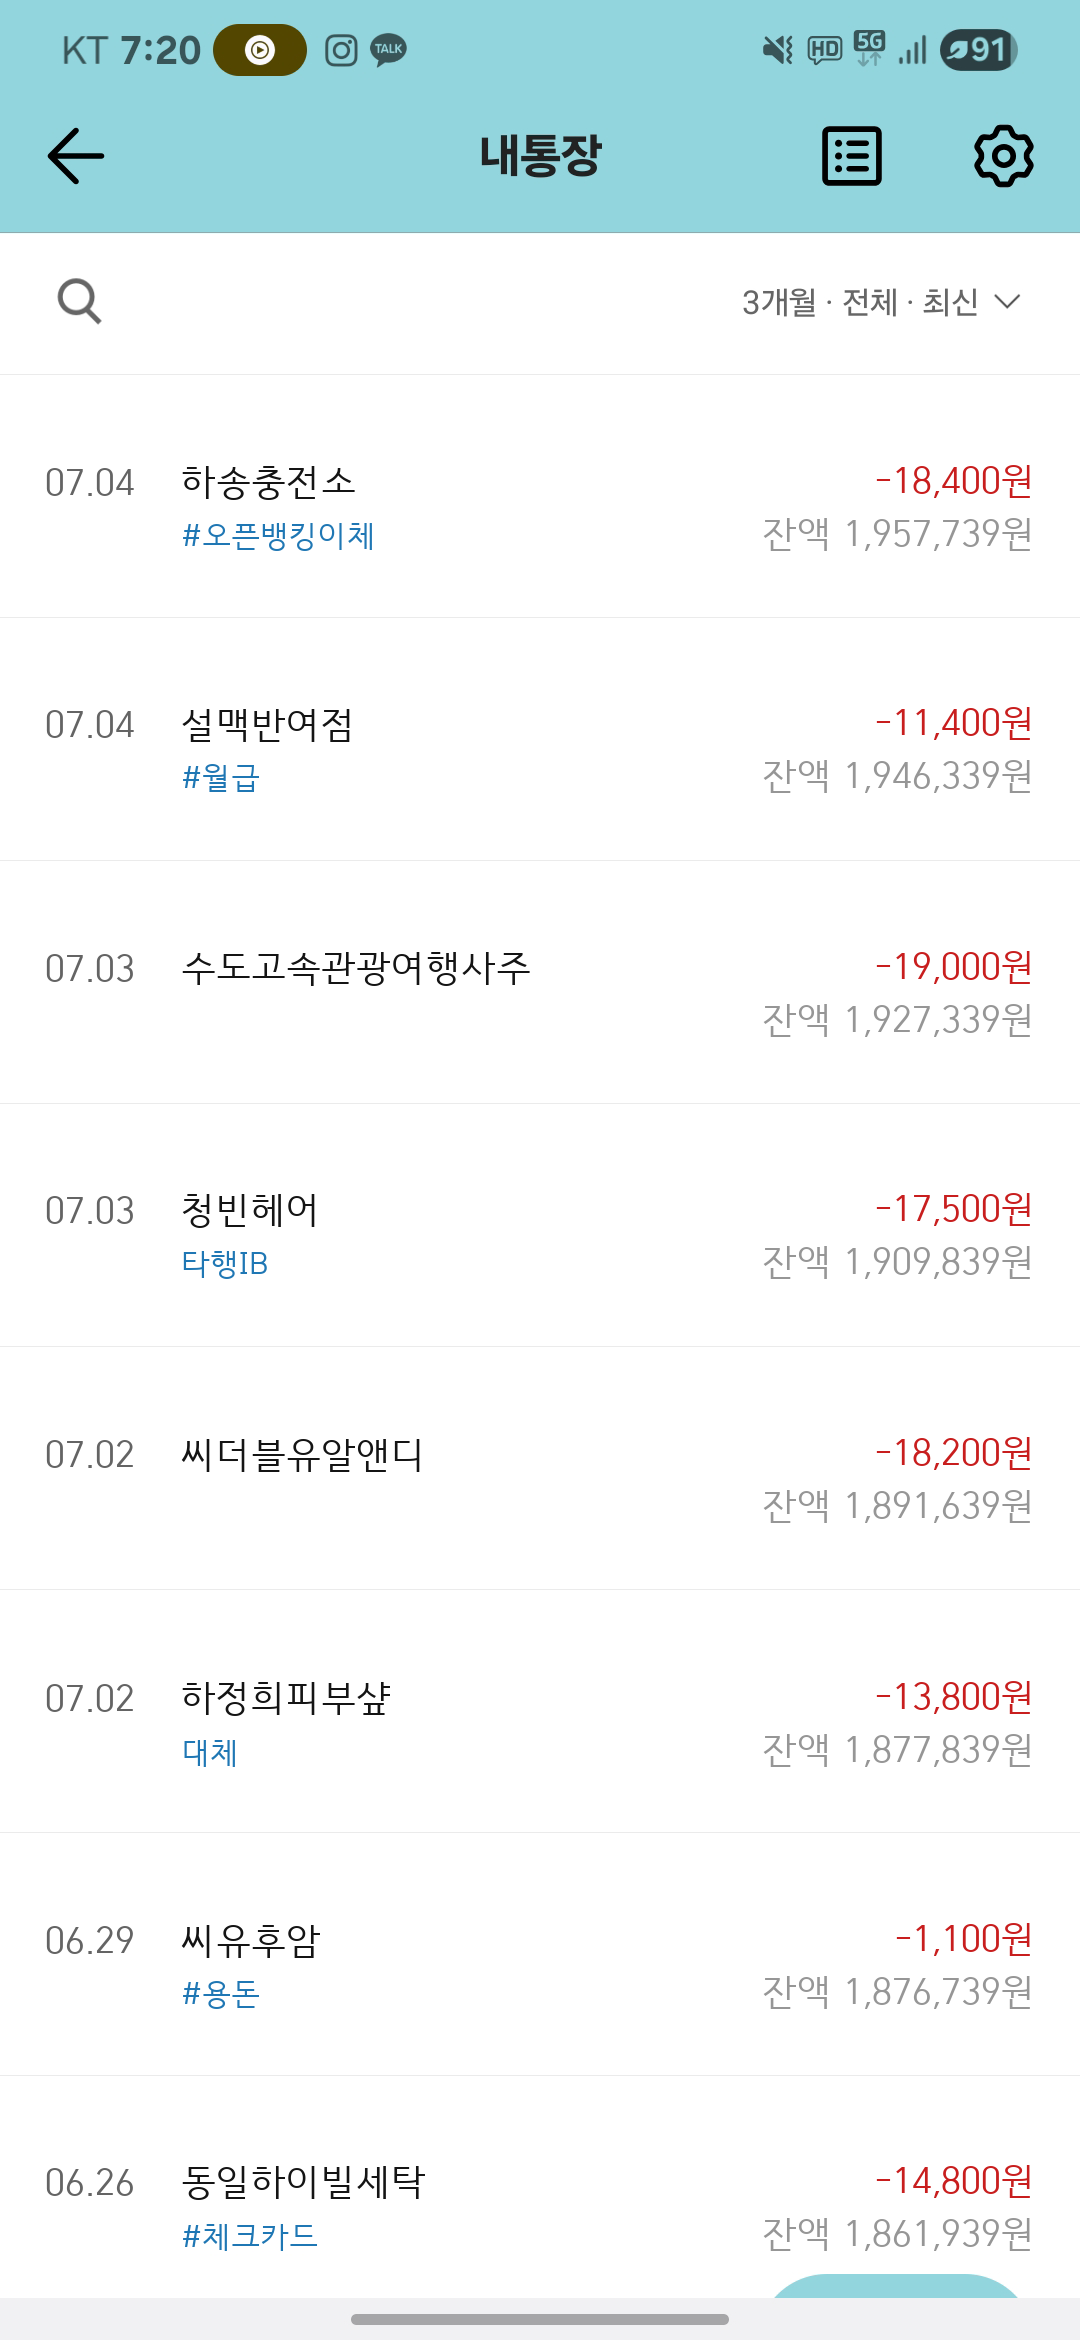 KT 7:20 TALK HD 5G 91
내통장
3개월 · 전체 · 최신
07.04 하송충전소 -18,400원
#오픈뱅킹이체 잔액 1,957,739원
07.04 설맥반여점 -11,400원
#월급 잔액 1,946,339원
07.03 수도고속관광여행사주 -19,000원
잔액 1,927,339원
07.03 청빈헤어 -17,500원
타행IB 잔액 1,909,839원
07.02 씨더블유알앤디 -18,200원
잔액 1,891,639원
07.02 하정희피부샾 -13,800원
대체 잔액 1,877,839원
06.29 씨유후암 -1,100원
#용돈 잔액 1,876,739원
06.26 동일하이빌세탁 -14,800원
#체크카드 잔액 1,861,939원